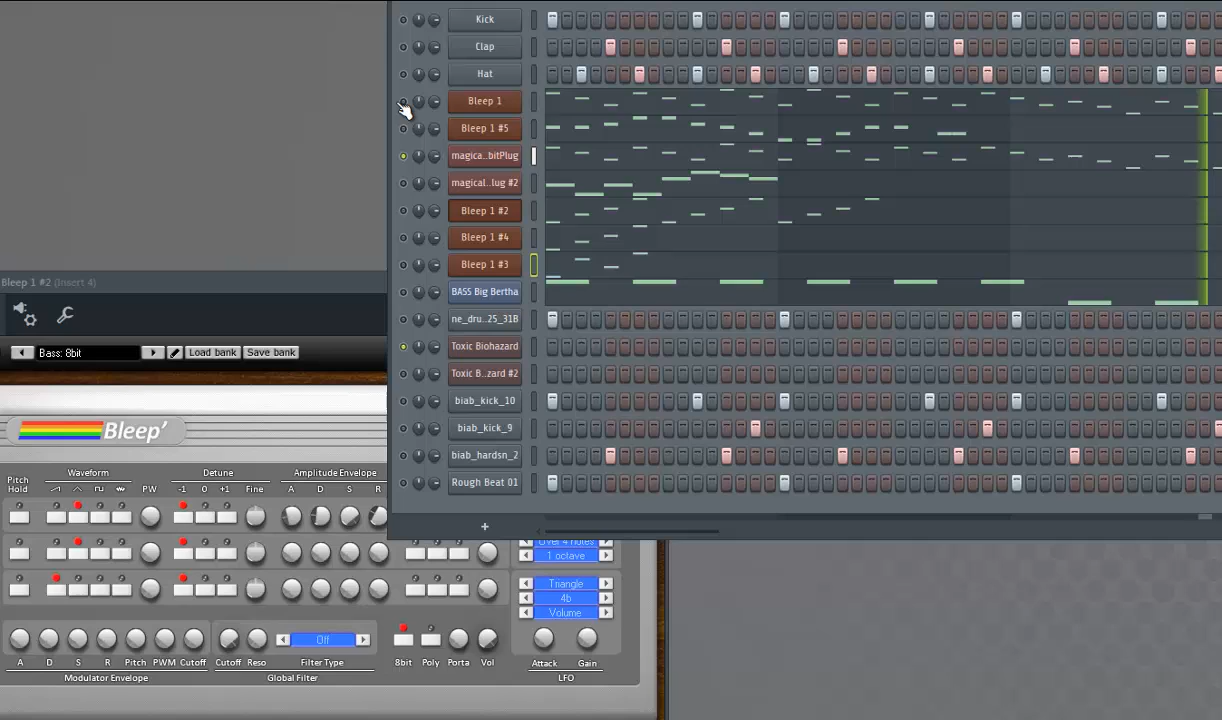 Kick
Clap
Hat
Bleep 1
Bleep 1 #5
magica..bitPlug
magical..lug #2
Bleep 1 #2
Bleep 1 #4
Bleep 1 #3
BASS Big Bertha
ne_dru..25_31B
Toxic Biohazard
Toxic B..zard #2
biab_kick_10
biab_kick_9
biab_hardsn_2
Rough Beat 01
+
Bleep 1 #2 (Insert 4)
Bass: 8bit
Load bank
Save bank
Bleep'
Waveform Detune Amplitude Envelope
Pitch Hold PW -1 0 +1 Fine A D S R
Over 4 notes
1 octave
Triangle
4b
Volume
Off
A D S R Pitch PWM Cutoff Cutoff Reso Filter Type 8bit Poly Porta Vol Attack Gain
Modulator Envelope Global Filter LFO